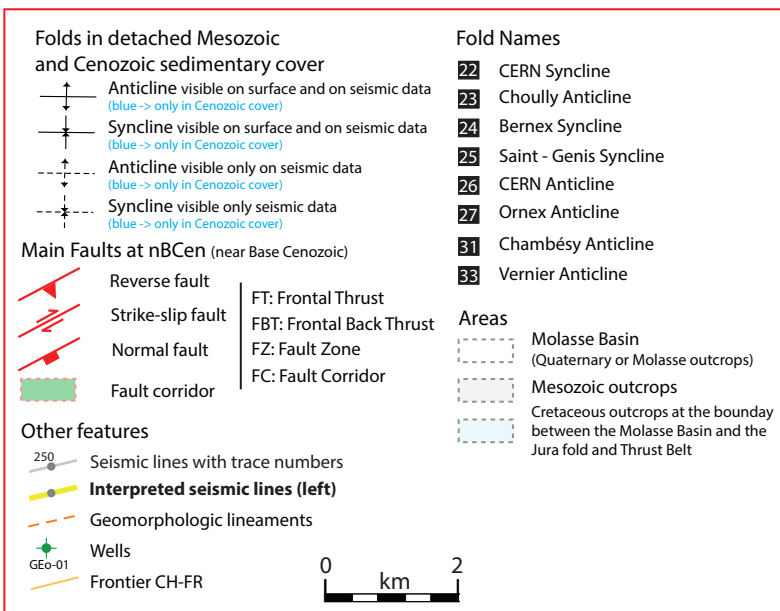 Folds in detached Mesozoic
and Cenozoic sedimentary cover
Anticline visible on surface and on seismic data
(blue -> only in Cenozoic cover)
Syncline visible on surface and on seismic data
(blue -> only in Cenozoic cover)
Anticline visible only on seismic data
(blue -> only in Cenozoic cover)
Syncline visible only seismic data
(blue -> only in Cenozoic cover)
Main Faults at nBCen (near Base Cenozoic)
Reverse fault
Strike-slip fault
Normal fault
Fault corridor
FT: Frontal Thrust
FBT: Frontal Back Thrust
FZ: Fault Zone
FC: Fault Corridor
Other features
250
Seismic lines with trace numbers
Interpreted seismic lines (left)
Geomorphologic lineaments
Wells
GEo-01
Frontier CH-FR
Fold Names
22 CERN Syncline
23 Choully Anticline
24 Bernex Syncline
25 Saint - Genis Syncline
26 CERN Anticline
27 Ornex Anticline
31 Chambésy Anticline
33 Vernier Anticline
Areas
Molasse Basin
(Quaternary or Molasse outcrops)
Mesozoic outcrops
Cretaceous outcrops at the bounday
between the Molasse Basin and the
Jura fold and Thrust Belt
0 2
km